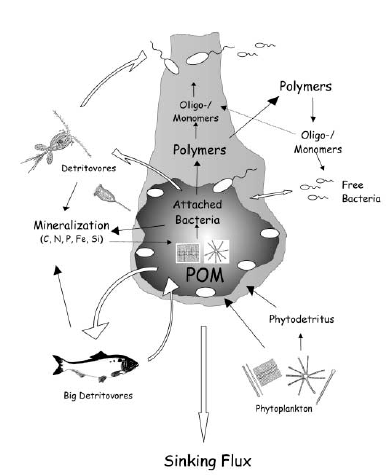 Polymers
Oligo-/
Monomers
Oligo-/
Monomers
Polymers
Detritovores
Free
Bacteria
Attached
Bacteria
Mineralization
(C, N, P, Fe, Si)
POM
Phytodetritus
Big Detritovores
Phytoplankton
Sinking Flux